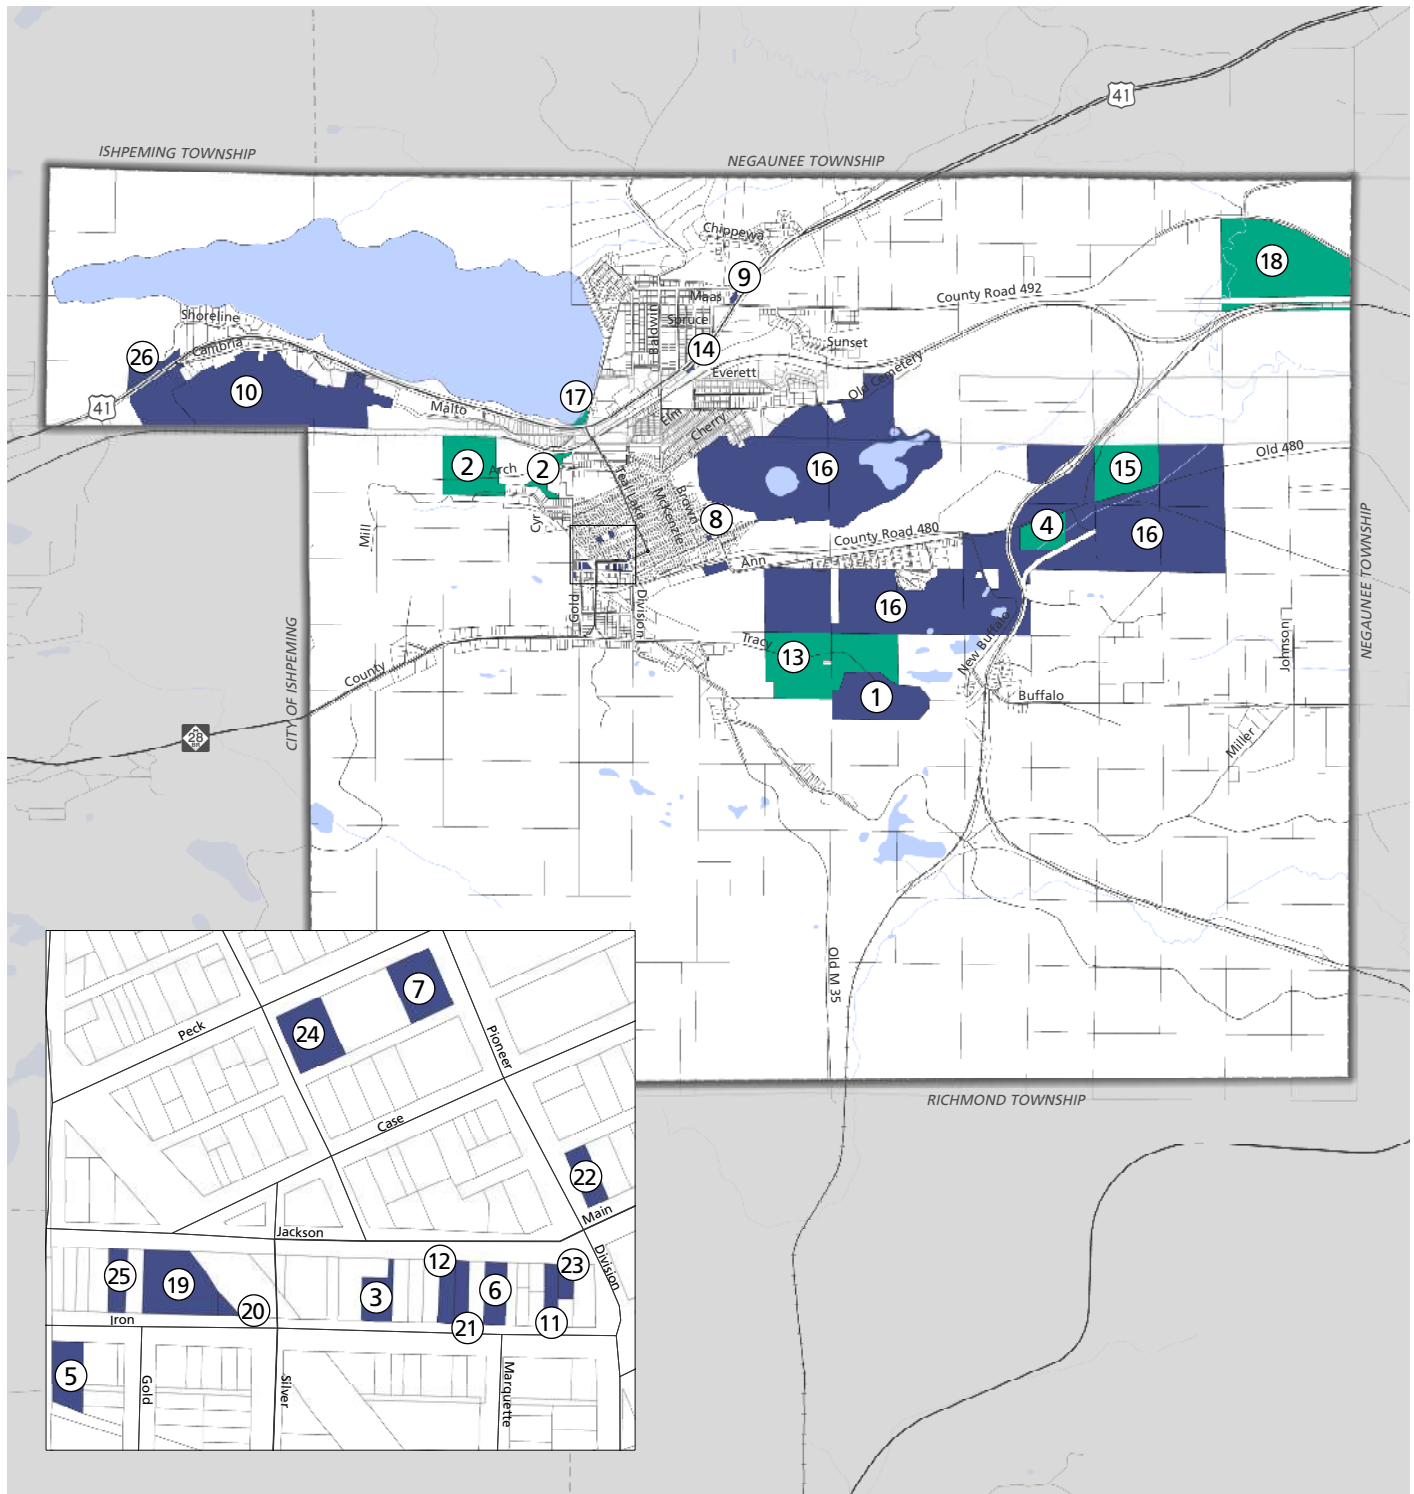 41
ISHPEMING TOWNSHIP
NEGAUNEE TOWNSHIP
Chippewa
18
9
County Road 492
Maas
Shoreline
Spruce
Baldwin
Sunset
26
Cambria
14
Everett
Old Cemetery
10
17
41
Malto
Elm
Cherry
Old 480
2
Arch
2
16
15
Teal Lake
McKenzie
Brown
8
4
16
Cyr
Mill
County Road 480
NEGAUNEE TOWNSHIP
Ann
Gold
Division
16
Tracy
New Buffalo
Johnson
CITY OF ISHPEMING
13
County
1
Buffalo
28
BR
Miller
Old M 35
7
24
Peck
Pioneer
Case
RICHMOND TOWNSHIP
22
Main
Jackson
Division
12
23
25
19
3
6
20
Iron
21
11
5
Gold
Silver
Marquette